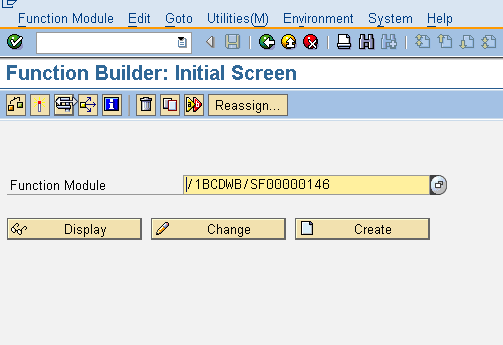 Function Module Edit Goto Utilities(M) Environment System Help
Function Builder: Initial Screen
Reassign...
Function Module /1BCDWB/SF00000146
Display Change Create